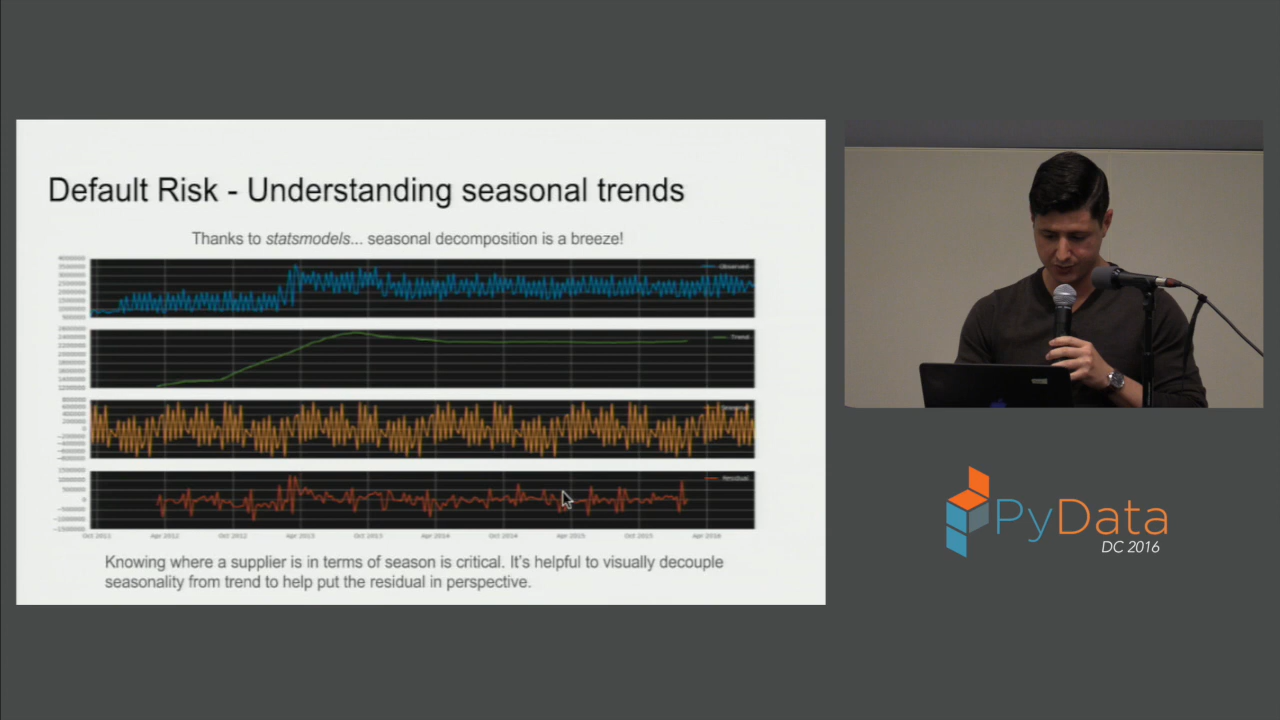 Default Risk - Understanding seasonal trends
Thanks to statsmodels... seasonal decomposition is a breeze!
Observed
Trend
Residual
Oct 2011 Apr 2012 Oct 2012 Apr 2013 Oct 2013 Apr 2014 Oct 2014 Apr 2015 Oct 2015 Apr 2016
Knowing where a supplier is in terms of season is critical. It's helpful to visually decouple
seasonality from trend to help put the residual in perspective.
PyData
DC 2016